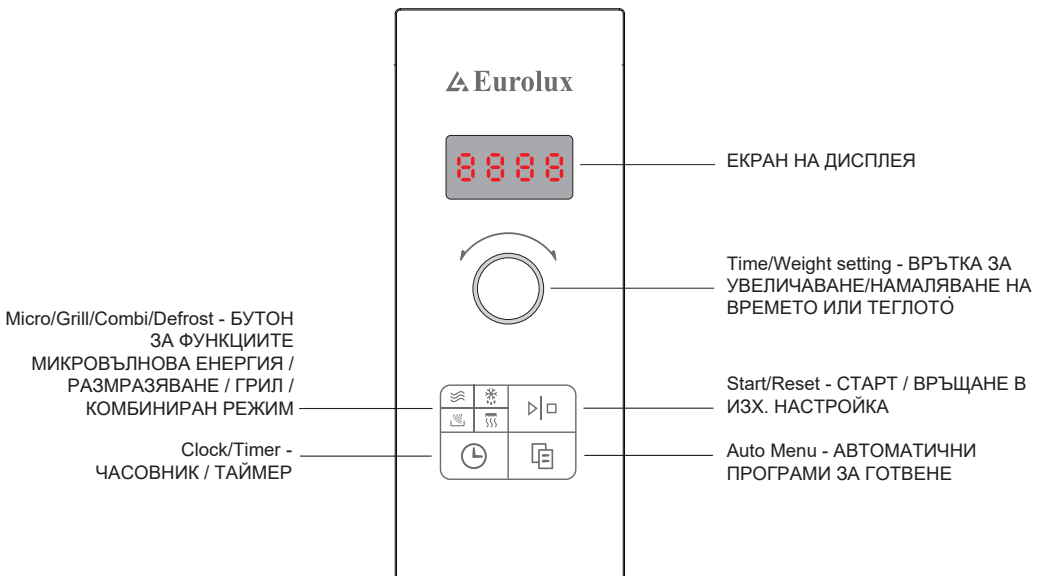 Eurolux
8888
ЕКРАН НА ДИСПЛЕЯ
Time/Weight setting - ВРЪТКА ЗА
УВЕЛИЧАВАНЕ/НАМАЛЯВАНЕ НА
ВРЕМЕТО ИЛИ ТЕГЛОТО
Micro/Grill/Combi/Defrost - БУТОН
ЗА ФУНКЦИИТЕ
МИКРОВЪЛНОВА ЕНЕРГИЯ /
РАЗМРАЗЯВАНЕ / ГРИЛ /
КОМБИНИРАН РЕЖИМ
Start/Reset - СТАРТ / ВРЪЩАНЕ В
ИЗХ. НАСТРОЙКА
Clock/Timer -
ЧАСОВНИК / ТАЙМЕР
Auto Menu - АВТОМАТИЧНИ
ПРОГРАМИ ЗА ГОТВЕНЕ